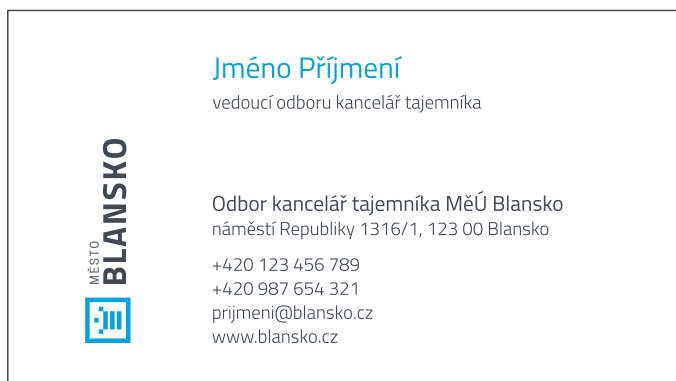 Jméno Příjmení
vedoucí odboru kancelář tajemníka
MĚSTO
BLANSKO
Odbor kancelář tajemníka MěÚ Blansko
náměstí Republiky 1316/1, 123 00 Blansko
+420 123 456 789
+420 987 654 321
prijmeni@blansko.cz
www.blansko.cz